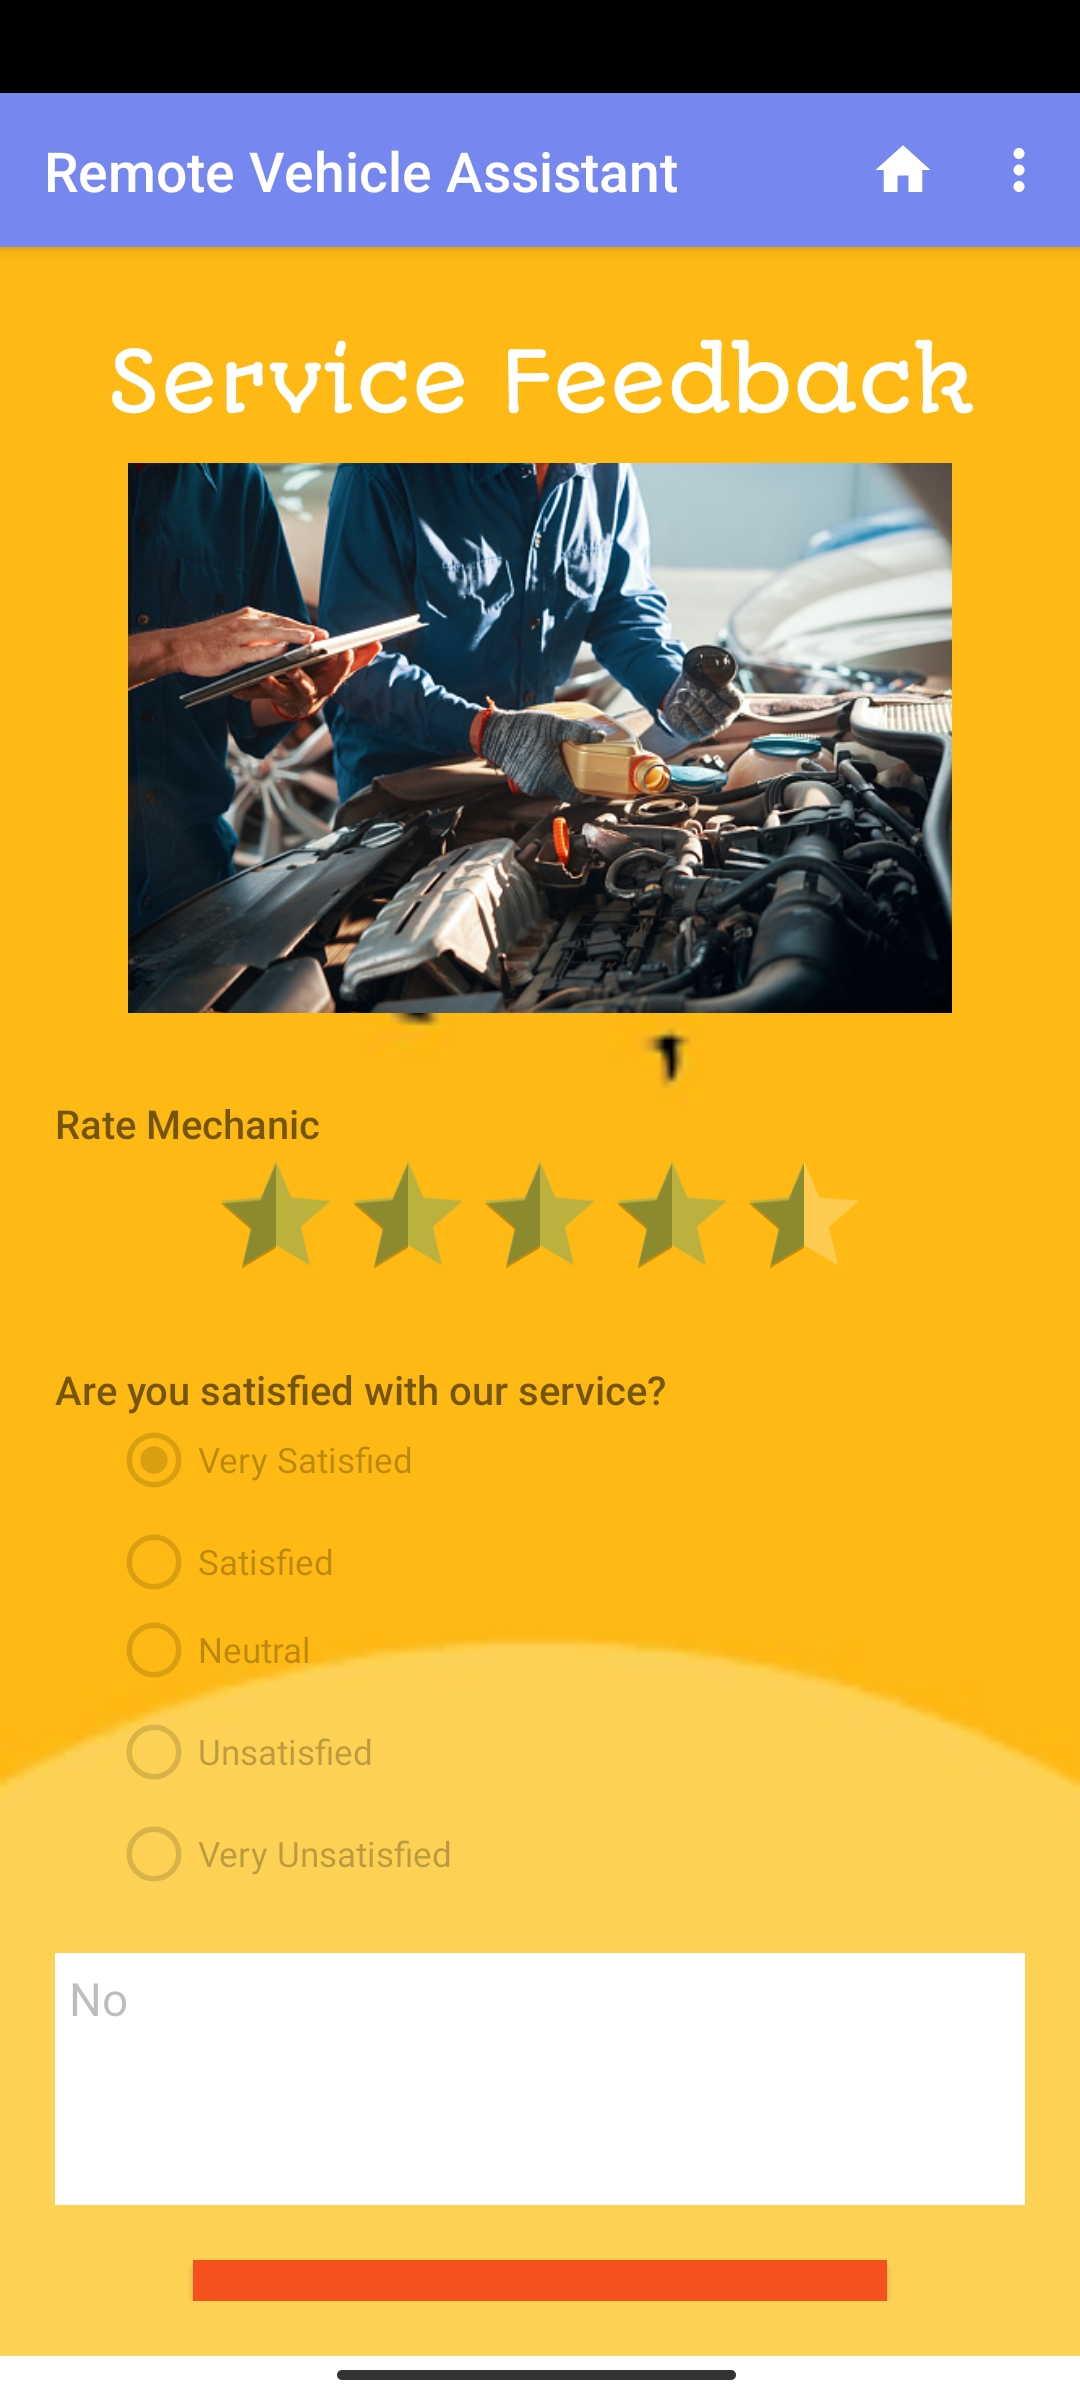 Remote Vehicle Assistant
Service Feedback
Rate Mechanic
Are you satisfied with our service?
Very Satisfied
Satisfied
Neutral
Unsatisfied
Very Unsatisfied
No